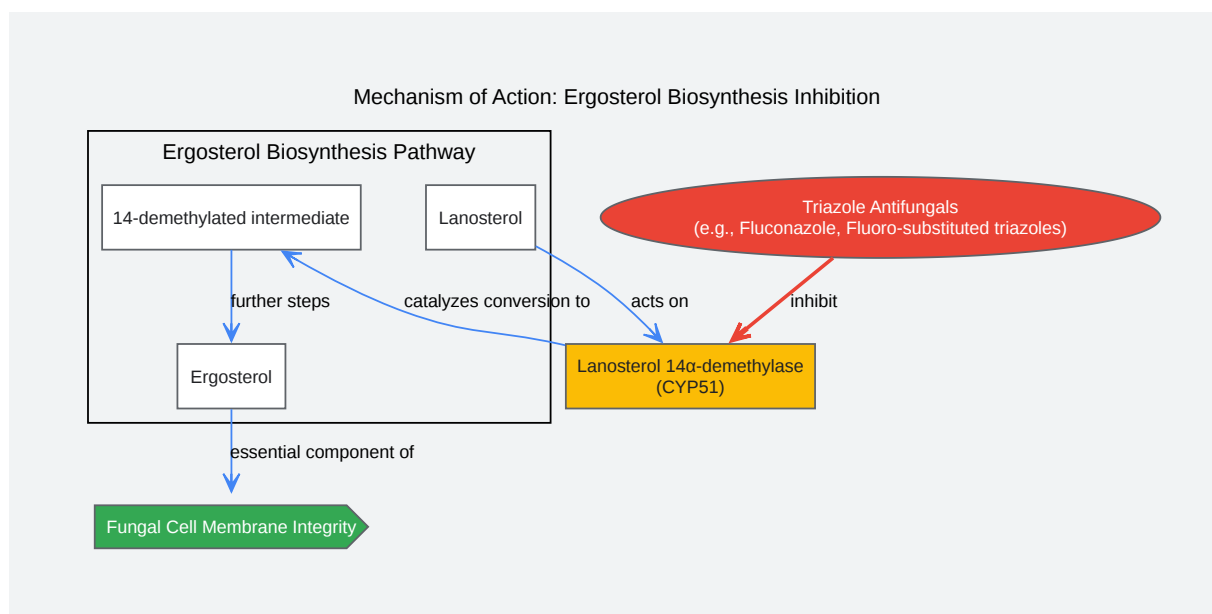 Mechanism of Action: Ergosterol Biosynthesis Inhibition
Ergosterol Biosynthesis Pathway
14-demethylated intermediate
Lanosterol
Triazole Antifungals
(e.g., Fluconazole, Fluoro-substituted triazoles)
further steps
catalyzes conversion to
acts on
inhibit
Ergosterol
Lanosterol 14α-demethylase
(CYP51)
essential component of
Fungal Cell Membrane Integrity